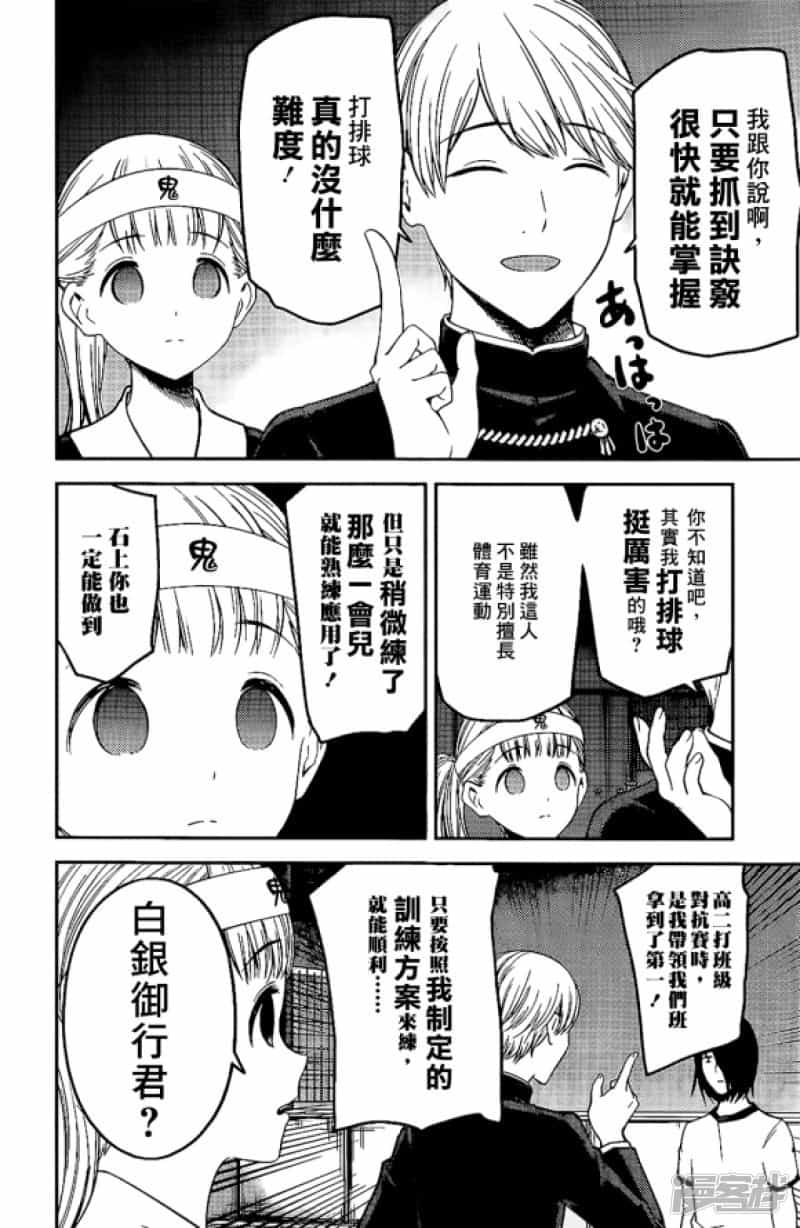 我跟你說啊，
只要抓到訣竅
很快就能掌握
打排球
真的沒什麼
難度！
鬼
あっはっは
你不知道吧，
其實我打排球
挺厲害的哦？
雖然我這人
不是特別擅長
體育運動
鬼
但只是稍微練了
那麼一會兒
就能熟練應用了！
石上你也
一定能做到
鬼
高二打班級
對抗賽時，
是我帶領我們班
拿到了第一！
只要按照我制定的
訓練方案來練，
就能順利……
白銀御行君？
鬼
漫客栈